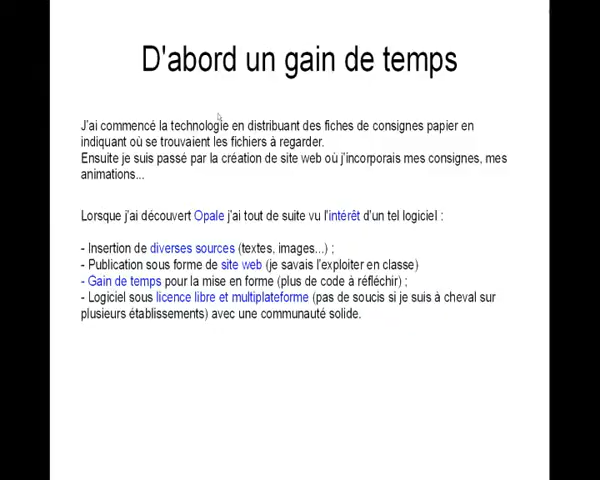 D'abord un gain de temps
J'ai commencé la technologie en distribuant des fiches de consignes papier en
indiquant où se trouvaient les fichiers à regarder.
Ensuite je suis passé par la création de site web où j'incorporais mes consignes, mes
animations...
Lorsque j'ai découvert Opale j'ai tout de suite vu l'intérêt d'un tel logiciel :
- Insertion de diverses sources (textes, images...) ;
- Publication sous forme de site web (je savais l'exploiter en classe)
- Gain de temps pour la mise en forme (plus de code à réfléchir) ;
- Logiciel sous licence libre et multiplateforme (pas de soucis si je suis à cheval sur
plusieurs établissements) avec une communauté solide.